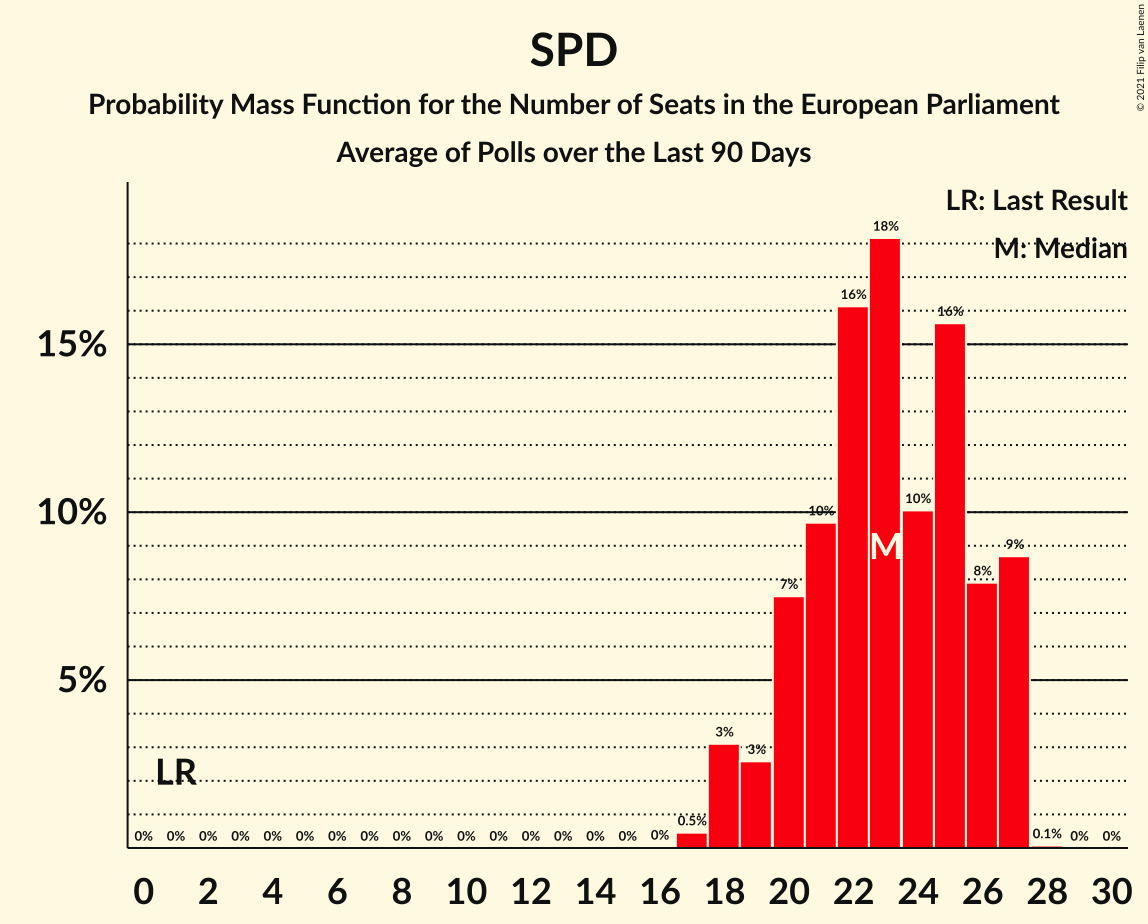 SPD
Probability Mass Function for the Number of Seats in the European Parliament
Average of Polls over the Last 90 Days
© 2021 Filip van Laenen
LR: Last Result
M: Median
18%
16%
16%
15%
10%
10%
10%
M
9%
8%
7%
5%
3%
3%
LR
0% 0% 0% 0% 0% 0% 0% 0% 0% 0% 0% 0% 0% 0% 0% 0% 0% 0.5% 0.1% 0% 0%
0 2 4 6 8 10 12 14 16 18 20 22 24 26 28 30